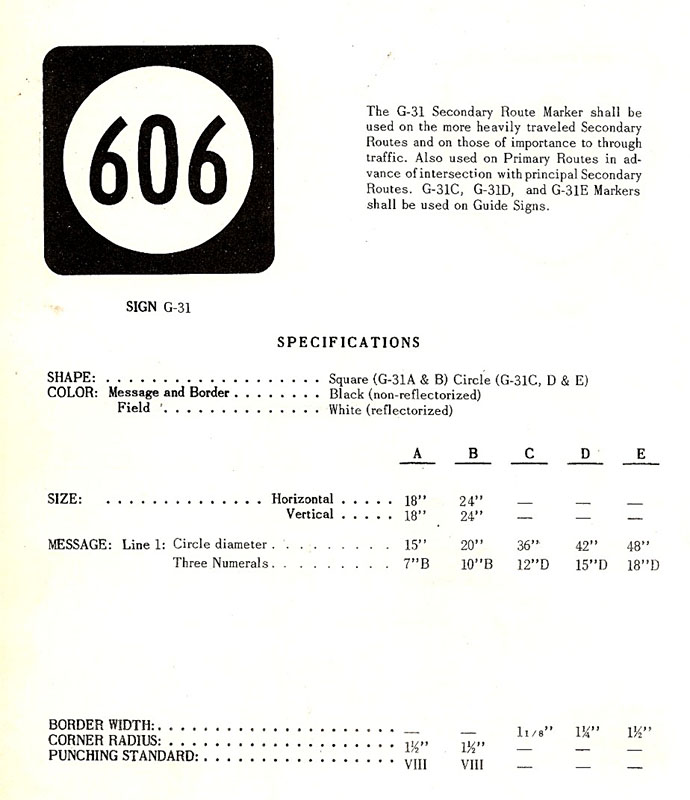 606
The G-31 Secondary Route Marker shall be
used on the more heavily traveled Secondary
Routes and on those of importance to through
traffic. Also used on Primary Routes in ad-
vance of intersection with principal Secondary
Routes. G-31C, G-31D, and G-31E Markers
shall be used on Guide Signs.
SIGN G-31
SPECIFICATIONS
SHAPE: . . . . . . . . . . . . . . . . . . . . Square (G-31A & B) Circle (G-31C, D & E)
COLOR: Message and Border . . . . . . . . Black (non-reflectorized)
Field . . . . . . . . . . . . . . . White (reflectorized)
A B C D E
SIZE: . . . . . . . . . . . . . . Horizontal . . . . . 18" 24" — — —
Vertical . . . . . 18" 24" — — —
MESSAGE: Line 1: Circle diameter . . . . . . . . . 15" 20" 36" 42" 48"
Three Numerals . . . . . . . . . 7"B 10"B 12"D 15"D 18"D
BORDER WIDTH: . . . . . . . . . . . . . . . . . . . . . . — — 1 1/8" 1¼" 1½"
CORNER RADIUS: . . . . . . . . . . . . . . . . . . . . . 1½" 1½" — — —
PUNCHING STANDARD: . . . . . . . . . . . . . . . . . VIII VIII — — —